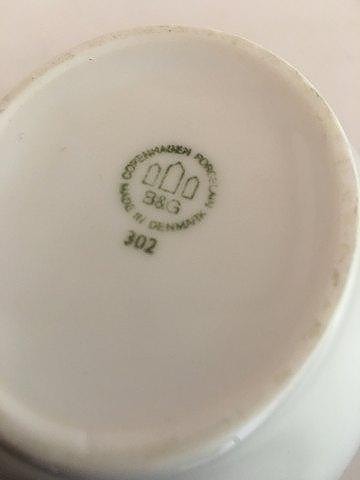 COPENHAGEN PORCELAIN
B&G
MADE IN DENMARK
302